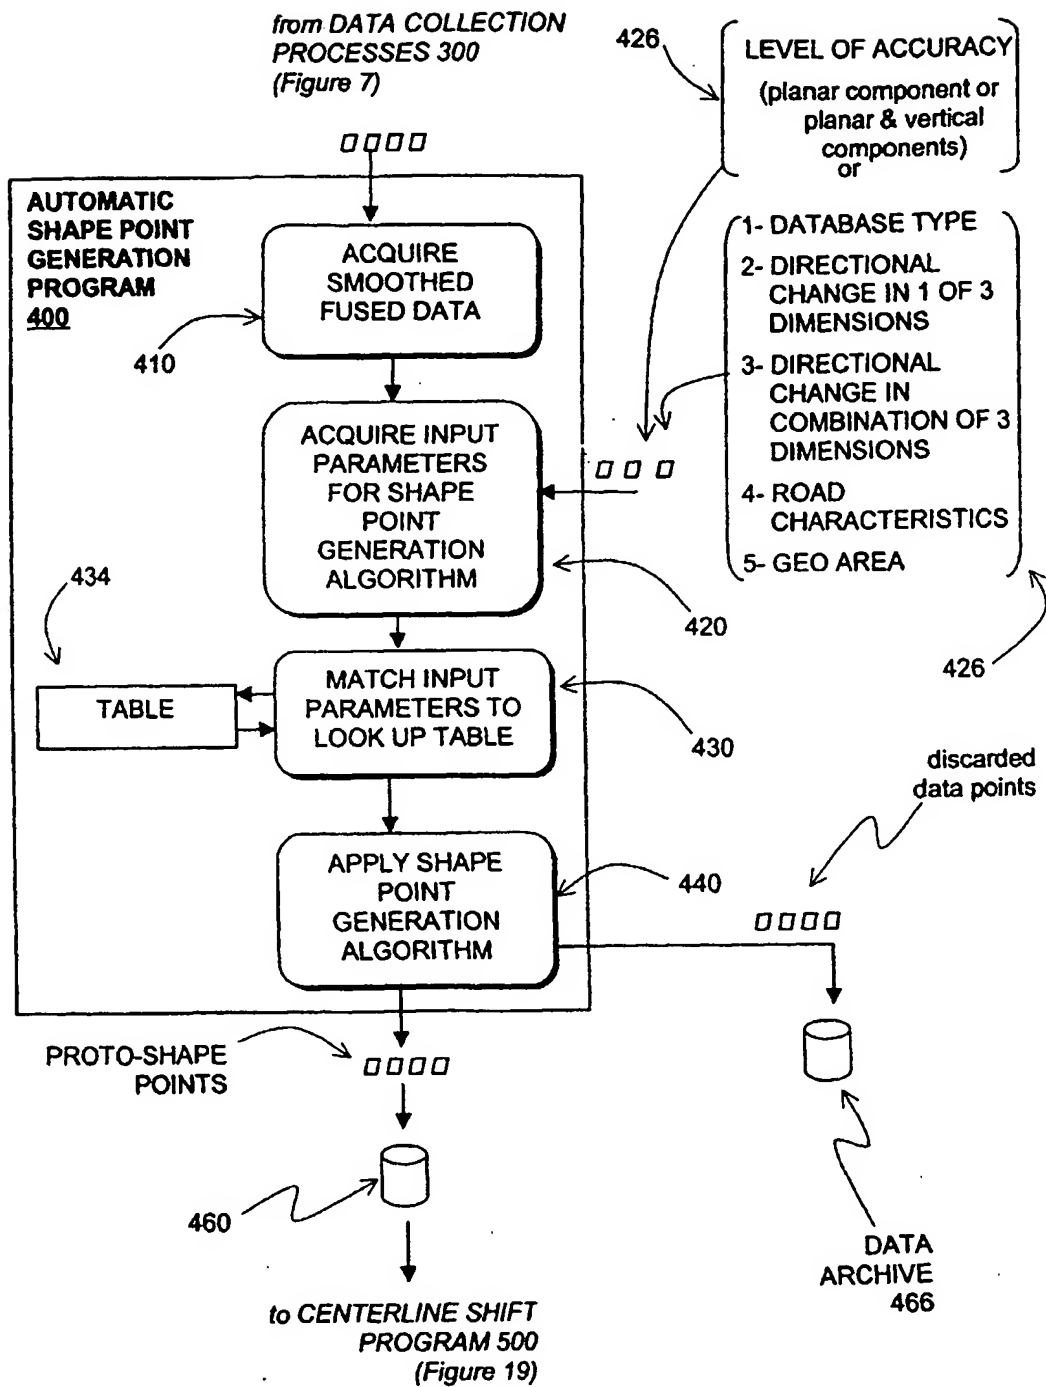 from DATA COLLECTION
PROCESSES 300
(Figure 7)
426
LEVEL OF ACCURACY
(planar component or
planar & vertical
components)
or
AUTOMATIC
SHAPE POINT
GENERATION
PROGRAM
400
ACQUIRE
SMOOTHED
FUSED DATA
410
1- DATABASE TYPE
2- DIRECTIONAL
CHANGE IN 1 OF 3
DIMENSIONS
3- DIRECTIONAL
CHANGE IN
COMBINATION OF 3
DIMENSIONS
4- ROAD
CHARACTERISTICS
5- GEO AREA
426
ACQUIRE INPUT
PARAMETERS
FOR SHAPE
POINT
GENERATION
ALGORITHM
420
434
TABLE
MATCH INPUT
PARAMETERS TO
LOOK UP TABLE
430
discarded
data points
APPLY SHAPE
POINT
GENERATION
ALGORITHM
440
PROTO-SHAPE
POINTS
460
DATA
ARCHIVE
466
to CENTERLINE SHIFT
PROGRAM 500
(Figure 19)